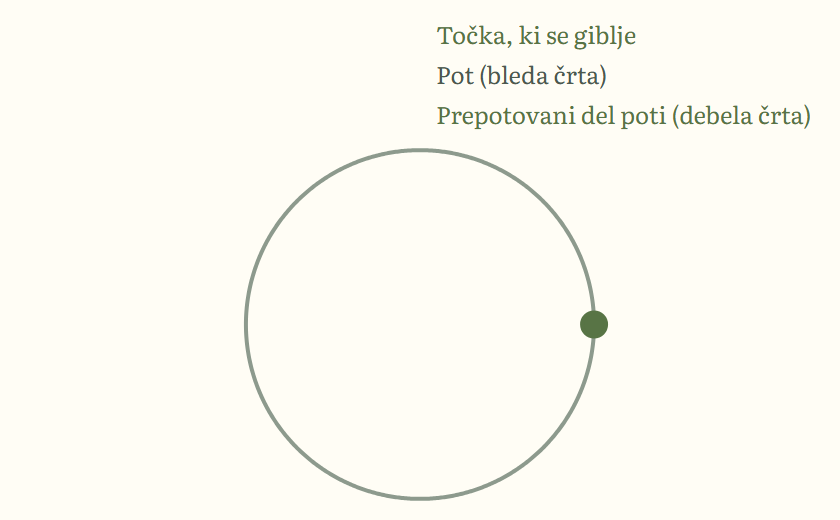 Točka, ki se giblje
Pot (bleda črta)
Prepotovani del poti (debela črta)